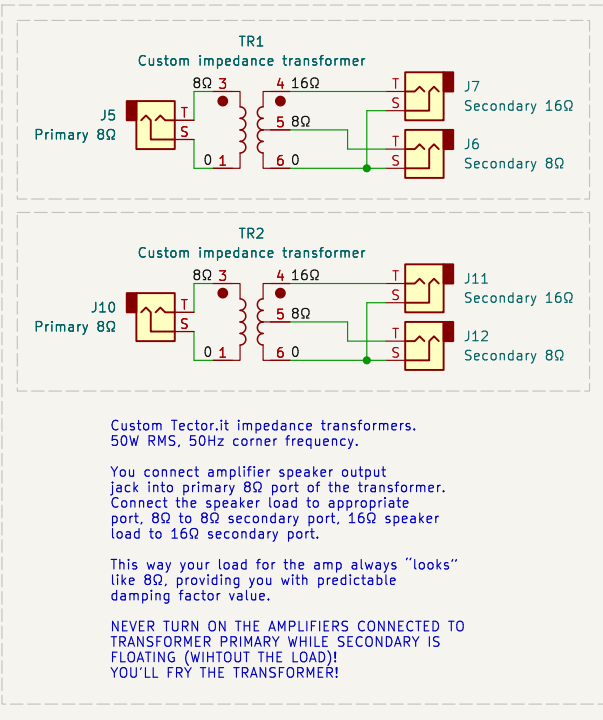 TR1
Custom impedance transformer
8Ω 3
4 16Ω
T
J7
S
Secondary 16Ω
J5
T
Primary 8Ω
S
5 8Ω
T
J6
0 1
6 0
S
Secondary 8Ω
TR2
Custom impedance transformer
8Ω 3
4 16Ω
T
J11
S
Secondary 16Ω
J10
T
Primary 8Ω
S
5 8Ω
T
J12
0 1
6 0
S
Secondary 8Ω
Custom Tector.it impedance transformers.
50W RMS, 50Hz corner frequency.
You connect amplifier speaker output
jack into primary 8Ω port of the transformer.
Connect the speaker load to appropriate
port, 8Ω to 8Ω secondary port, 16Ω speaker
load to 16Ω secondary port.
This way your load for the amp always "looks"
like 8Ω, providing you with predictable
damping factor value.
NEVER TURN ON THE AMPLIFIERS CONNECTED TO
TRANSFORMER PRIMARY WHILE SECONDARY IS
FLOATING (WIHTOUT THE LOAD)!
YOU'LL FRY THE TRANSFORMER!